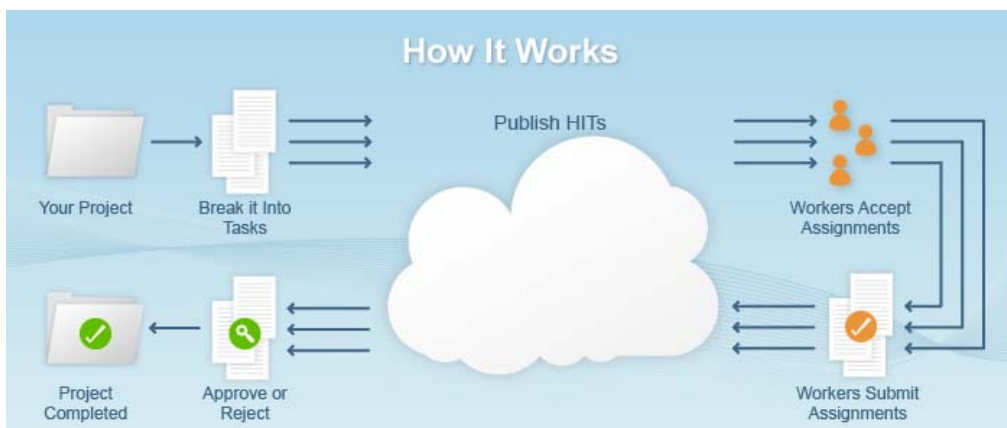 How It Works
Publish HITs
Your Project
Break it Into
Tasks
Workers Accept
Assignments
Project
Completed
Approve or
Reject
Workers Submit
Assignments